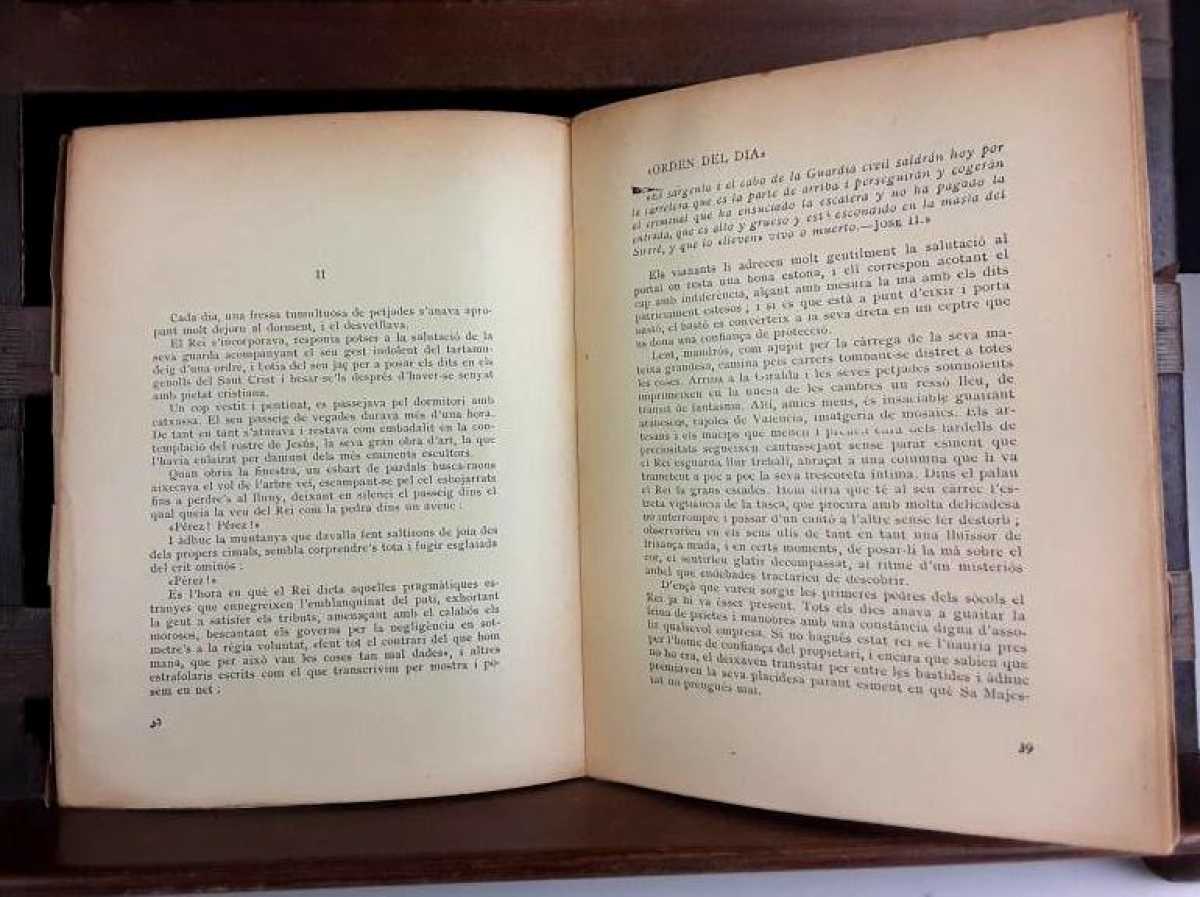 II
Cada dia, una fressa tumultuosa de petjades s'anava apro-
pant molt dejorn al dorment, i el desvetllava.
El Rei s'incorporava, responia potser a la salutació de la
seva guarda acompanyant el seu gest indolent del tartamu-
deig d'una ordre, i botia del seu jaç per a posar els dits en els
genolls del Sant Crist i besar-se'ls després d'haver-se senyat
amb pietat cristiana.
Un cop vestit i pentinat, es passejava pel dormitori amb
catxassa. El seu passeig de vegades durava més d'una hora.
De tant en tant s'aturava i restava com embadalit en la con-
templació del rostre de Jesús, la seva gran obra d'art, la que
l'havia enlairat per damunt dels més eminents escultors.
Quan obria la finestra, un esbart de pardals busca-raons
aixecava el vol de l'arbre veí, escampant-se pel cel esbojarrats
fins a perdre's al lluny, deixant en silenci el passeig dins el
qual queia la veu del Rei com la pedra dins un avenc :
«Pérez! Pérez!»
I àdhuc la muntanya que davalla fent saltirons de joia des
dels propers cimals, sembla corprendre's tota i fugir esglaiada
del crit ominós :
«Pérez!»
És l'hora en què el Rei dicta aquelles pragmàtiques es-
tranyes que ennegreixen l'emblanquinat del pati, exhortant
la gent a satisfer els tributs, amenaçant amb el calabós els
morosos, bescantant els governs per la negligència en sot-
metre's a la règia voluntat, «fent tot el contrari del que hom
mana, que per això van les coses tan mal dades», i altres
estrafolaris escrits com el que transcrivim per mostra i po-
sem en net :
«ORDEN DEL DIA»
«El sargento i el cabo de la Guardia civil saldrán hoy por
la carretera que es la parte de arriba i perseguirán y cogerán
el criminal que ha ensuciado la escalera y no ha pagado la
entrada, que es alto y grueso y está escondido en la masia del
Sureré, y que lo «lleven» vivo o muerto.—JOSE II.»
Els vianants li adrecen molt gentilment la salutació al
portal on resta una bona estona, i ell correspon acotant el
cap amb indiferència, alçant amb mesura la mà amb els dits
patriciament estesos ; i si és que està a punt d'eixir i porta
bastó, el bastó es converteix a la seva dreta en un ceptre que
us dóna una confiança de protecció.
Lent, mandrós, com ajupit per la càrrega de la seva ma-
teixa grandesa, camina pels carrers tomnant-se distret a totes
les coses. Arriba a la Giralda i les seves petjades somnolents
imprimeixen en la nuesa de les cambres un ressò lleu, de
trànsit de fantasma. Allí, amics meus, és insaciable guaitant
arabescos, rajoles de València, imatgeria de mosaics. Els ar-
tesans i els macips que menen i cara dels fardells de
preciositats segueixen cantussejant sense parar esment que
el Rei esguarda llur treball, abraçat a una columna que li va
trametent a poc a poc la seva frescoreta íntima. Dins el palau
el Rei fa grans estades. Hom diria que té al seu càrrec l'es-
treta vigilància de la tasca, que procura amb molta delicadesa
no interrompre i passar d'un cantó a l'altre sense fer destorb ;
observaríeu en els seus ulls de tant en tant una lluïssor de
frisança muda, i en certs moments, de posar-li la mà sobre el
cor, el sentiríeu glatir decompassat, al ritme d'un misteriós
anhel que endebades tractaríeu de descobrir.
D'ençà que varen sorgir les primeres pedres dels sòcols el
Rei ja hi va ésser present. Tots els dies anava a guaitar la
feina de paletes i manobres amb una constància digna d'asso-
lir qualsevol empresa. Si no hagués estat rei se l'hauria pres
per l'home de confiança del propietari, i encara que sabien que
no ho era, el deixaven transitar per entre les bastides i àdhuc
premiaven la seva placidesa parant esment en què Sa Majes-
tat no prengués mal.
39